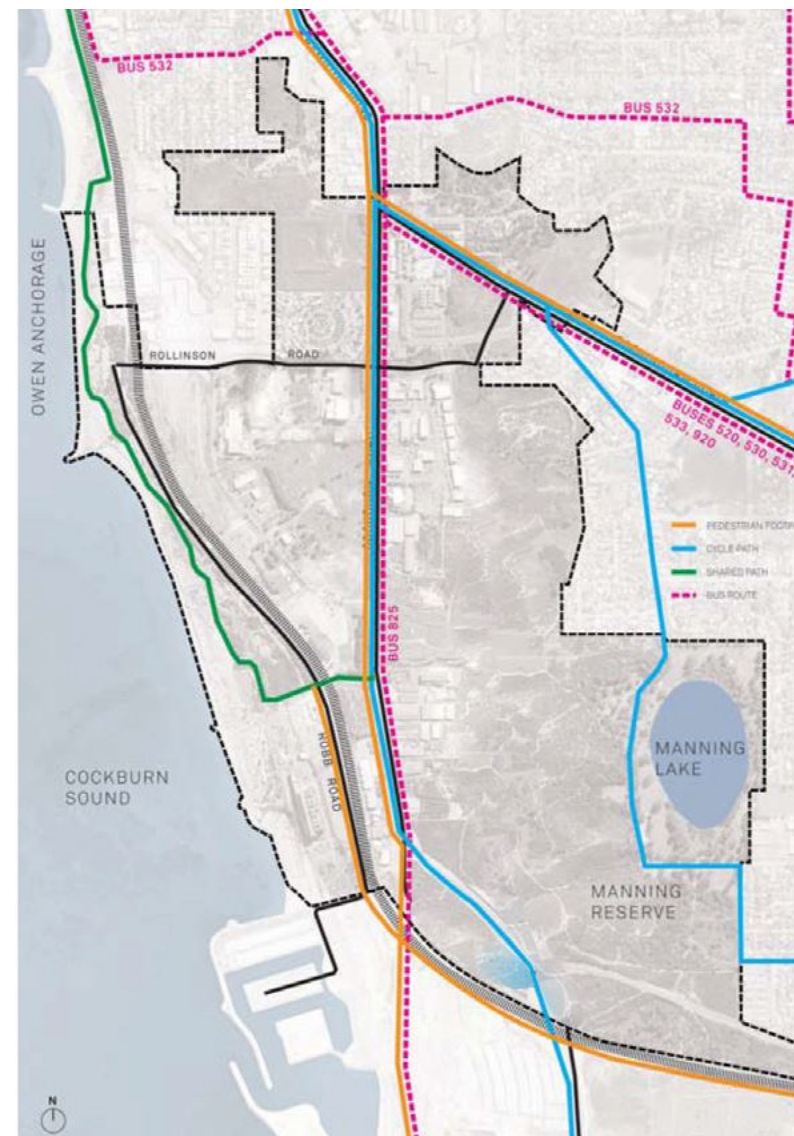 BUS 532
BUS 532
OWEN ANCHORAGE
ROLLINSON ROAD
BUSES 520, 530, 531,
533, 920
PEDESTRIAN
CYCLE PATH
SHARED PATH
BUS ROUTE
BUS 825
ROBB ROAD
MANNING
LAKE
COCKBURN
SOUND
MANNING
RESERVE
N